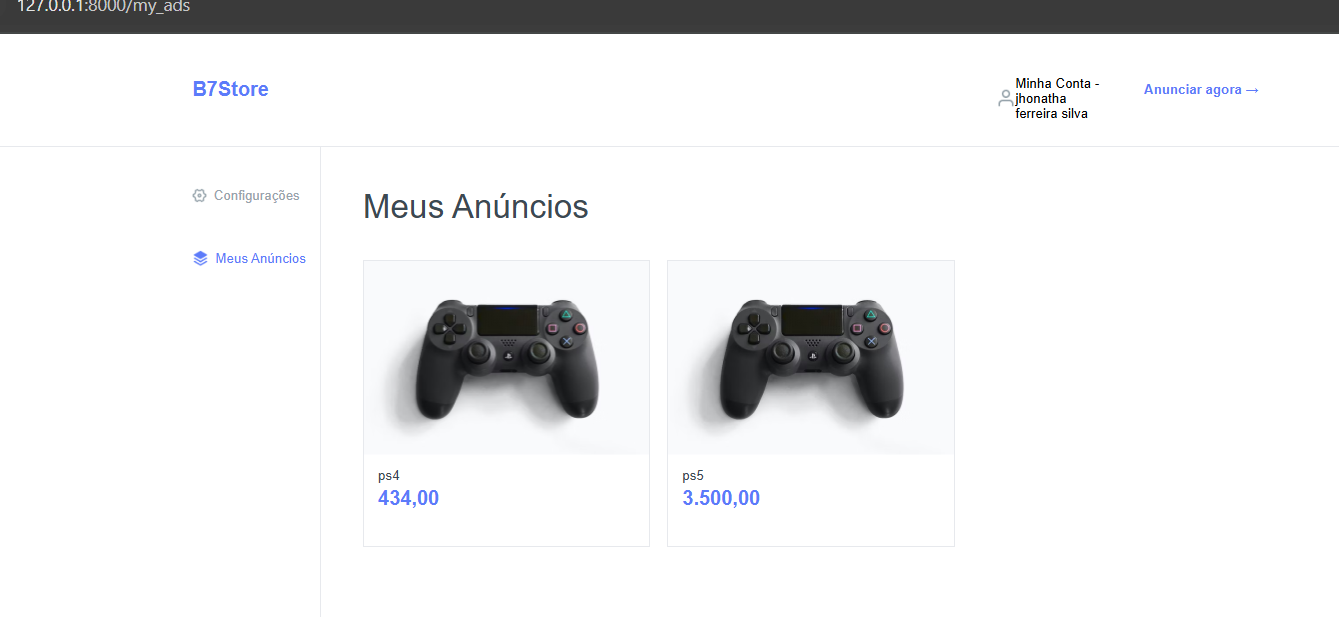 127.0.0.1:8000/my_ads
B7Store
Minha Conta -
jhonatha
ferreira silva
Anunciar agora →
Configurações
Meus Anúncios
Meus Anúncios
ps4
434,00
ps5
3.500,00